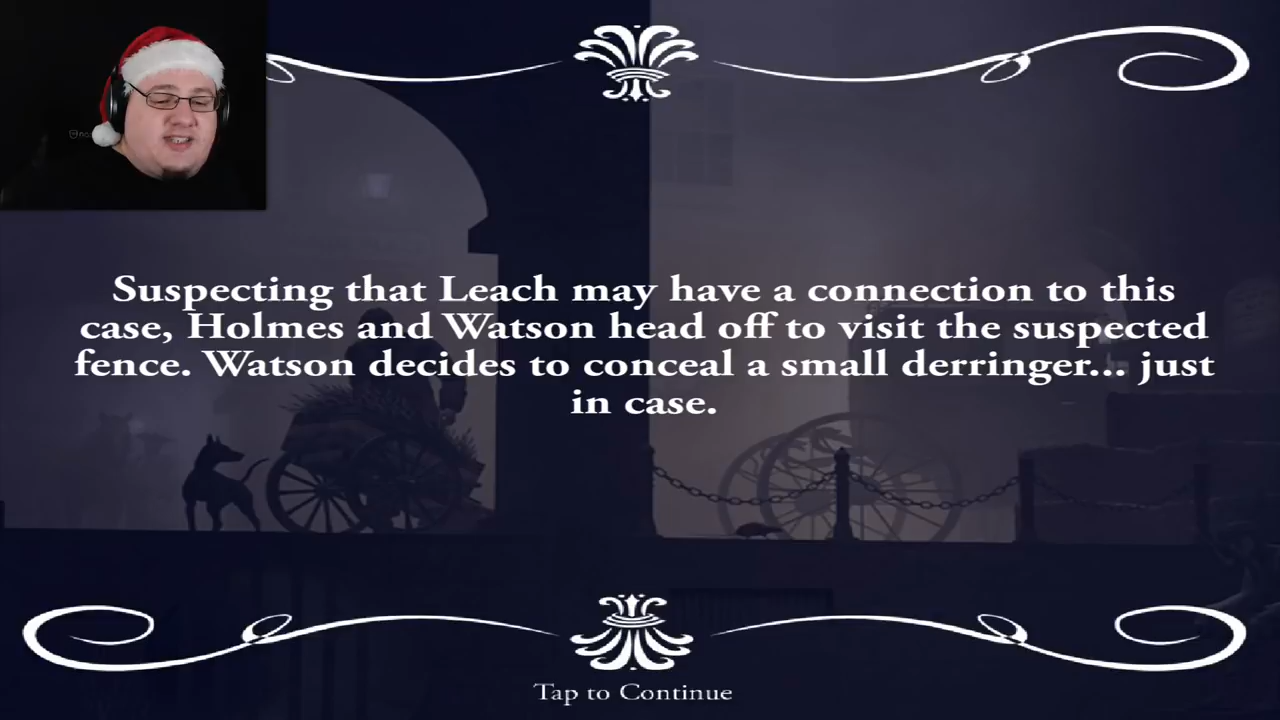 Suspecting that Leach may have a connection to this
case, Holmes and Watson head off to visit the suspected
fence. Watson decides to conceal a small derringer... just
in case.
Tap to Continue